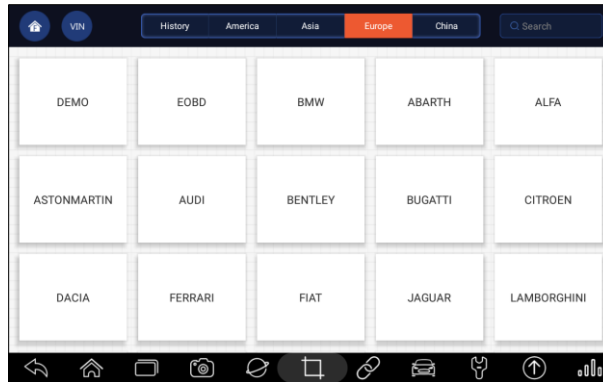 VIN
History America Asia Europe China
Search
DEMO EOBD BMW ABARTH ALFA
ASTONMARTIN AUDI BENTLEY BUGATTI CITROEN
DACIA FERRARI FIAT JAGUAR LAMBORGHINI